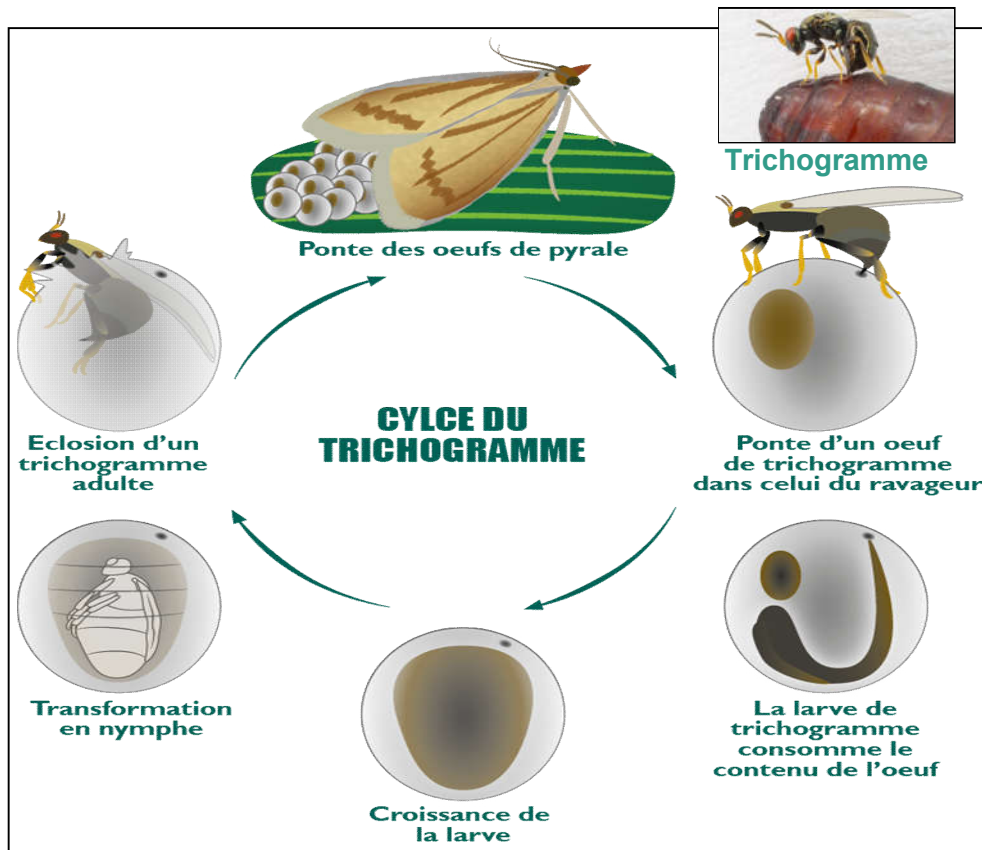 Trichogramme
Ponte des oeufs de pyrale
CYLCE DU
TRICHOGRAMME
Ponte d'un oeuf
de trichogramme
dans celui du ravageur
La larve de
trichogramme
consomme le
contenu de l'oeuf
Croissance de
la larve
Transformation
en nymphe
Eclosion d'un
trichogramme
adulte